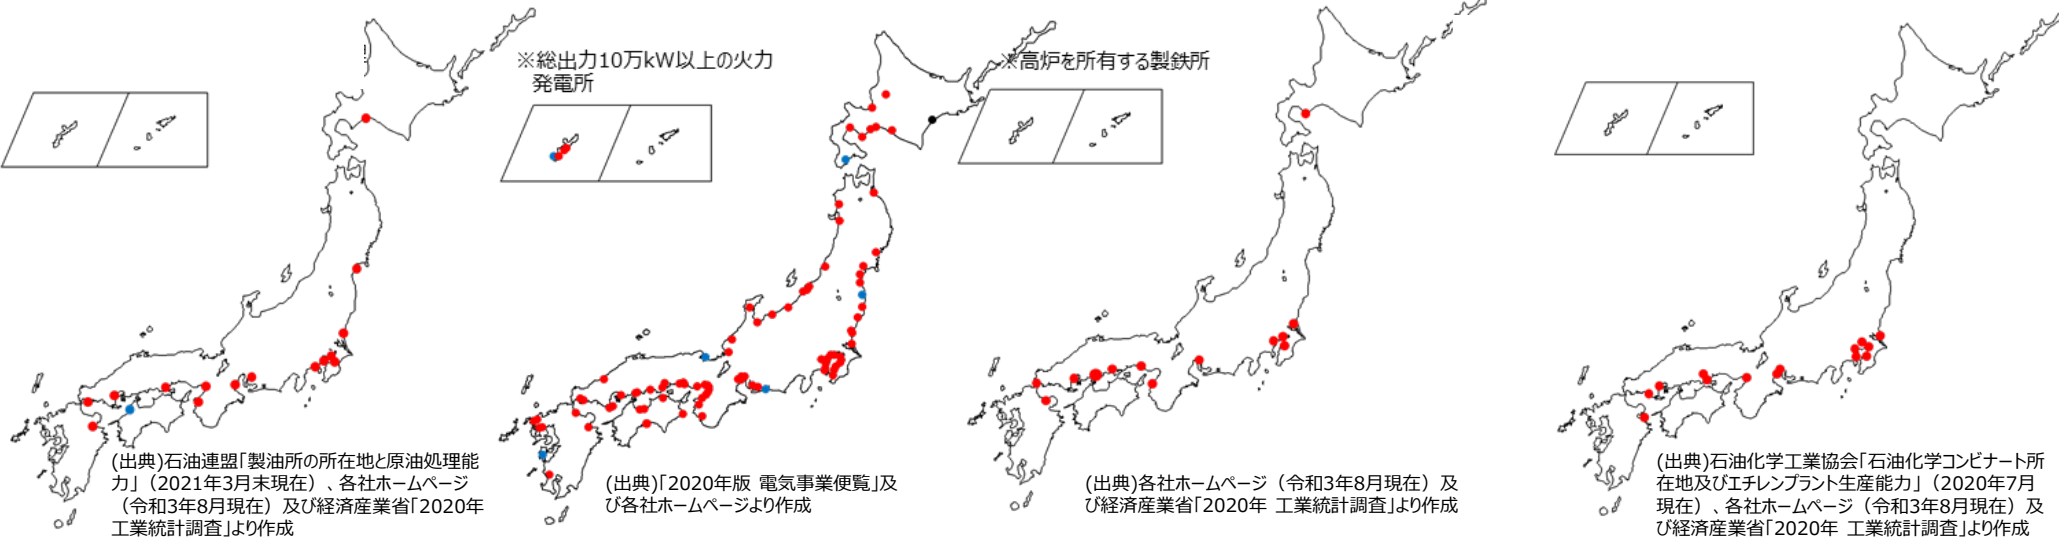 ※総出力10万kW以上の火力
発電所
※高炉を所有する製鉄所
(出典)石油連盟「製油所の所在地と原油処理能
力」（2021年3月末現在）、各社ホームページ
（令和3年8月現在）及び経済産業省「2020年
工業統計調査」より作成
(出典)「2020年版 電気事業便覧」及
び各社ホームページより作成
(出典)各社ホームページ（令和3年8月現在）及
び経済産業省「2020年 工業統計調査」より作成
(出典)石油化学工業協会「石油化学コンビナート所
在地及びエチレンプラント生産能力」（2020年7月
現在）、各社ホームページ（令和3年8月現在）及
び経済産業省「2020年 工業統計調査」より作成